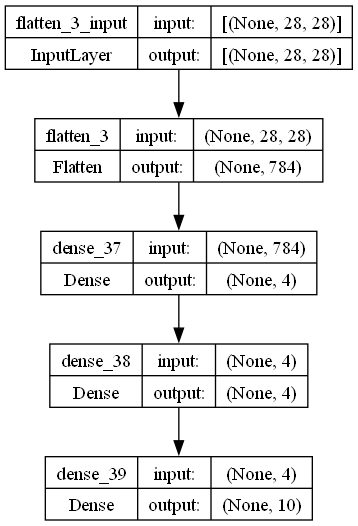 flatten_3_input input: [(None, 28, 28)]
InputLayer output: [(None, 28, 28)]
flatten_3 input: (None, 28, 28)
Flatten output: (None, 784)
dense_37 input: (None, 784)
Dense output: (None, 4)
dense_38 input: (None, 4)
Dense output: (None, 4)
dense_39 input: (None, 4)
Dense output: (None, 10)